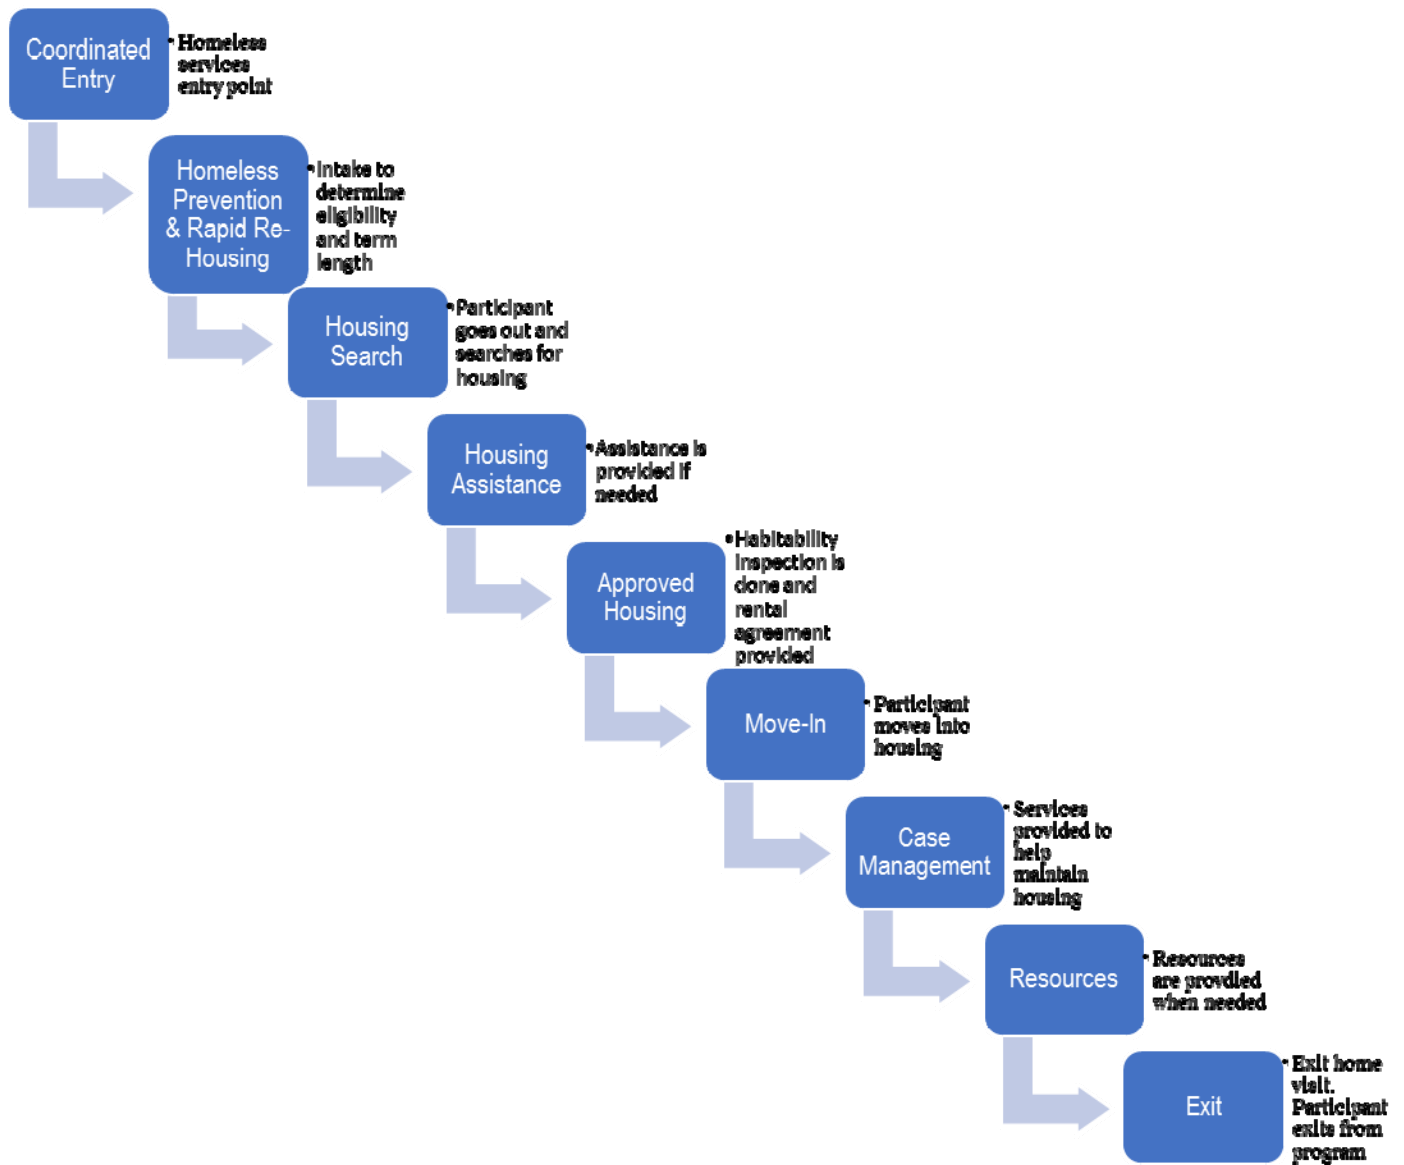 Coordinated
Entry
• Homeless
services
entry point
Homeless
Prevention
& Rapid Re-
Housing
•Intake to
determine
eligibility
and term
length
Housing
Search
•Participant
goes out and
searches for
housing
Housing
Assistance
•Assistance is
provided if
needed
Approved
Housing
•Habitability
inspection is
done and
rental
agreement
provided
Move-In
• Participant
moves into
housing
Case
Management
• Services
provided to
help
maintain
housing
Resources
• Resources
are provdied
when needed
Exit
• Exit home
visit.
Participant
exits from
program